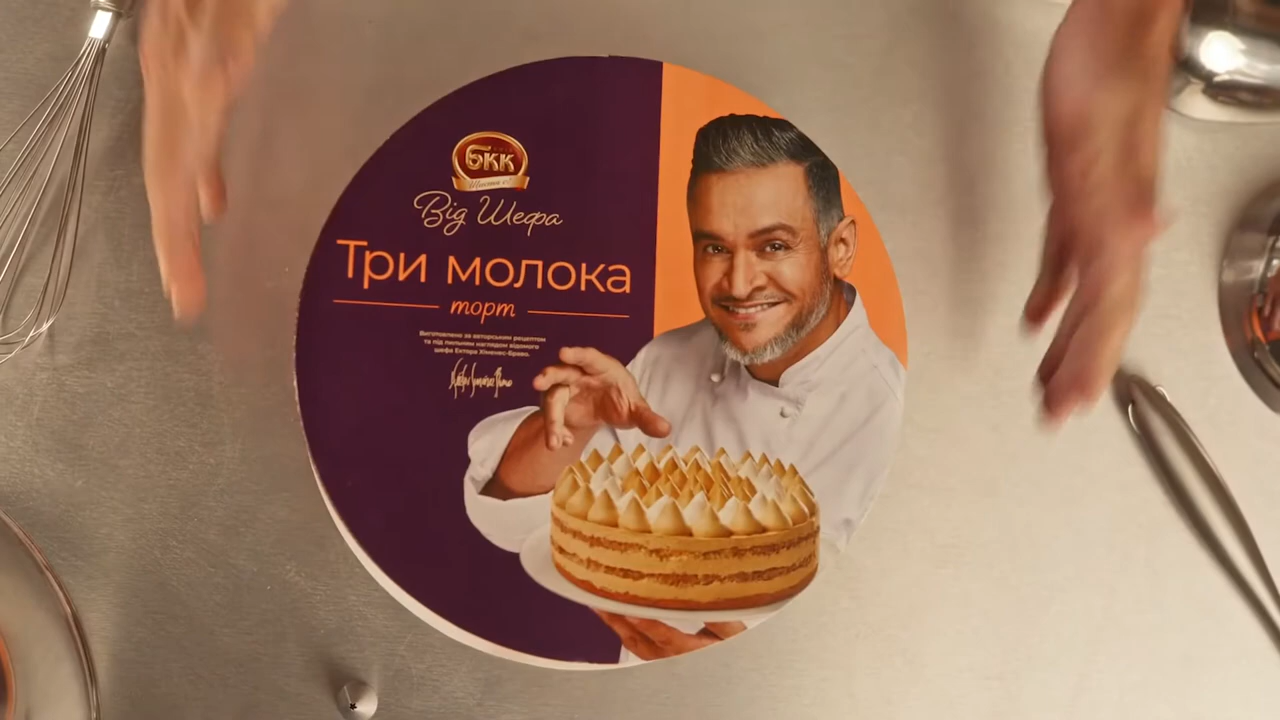 БКК
Від Шефа
Три молока
торт
Виготовлено за авторським рецептом
та під пильним наглядом відомого
шефа Ектора Хіменес-Браво.